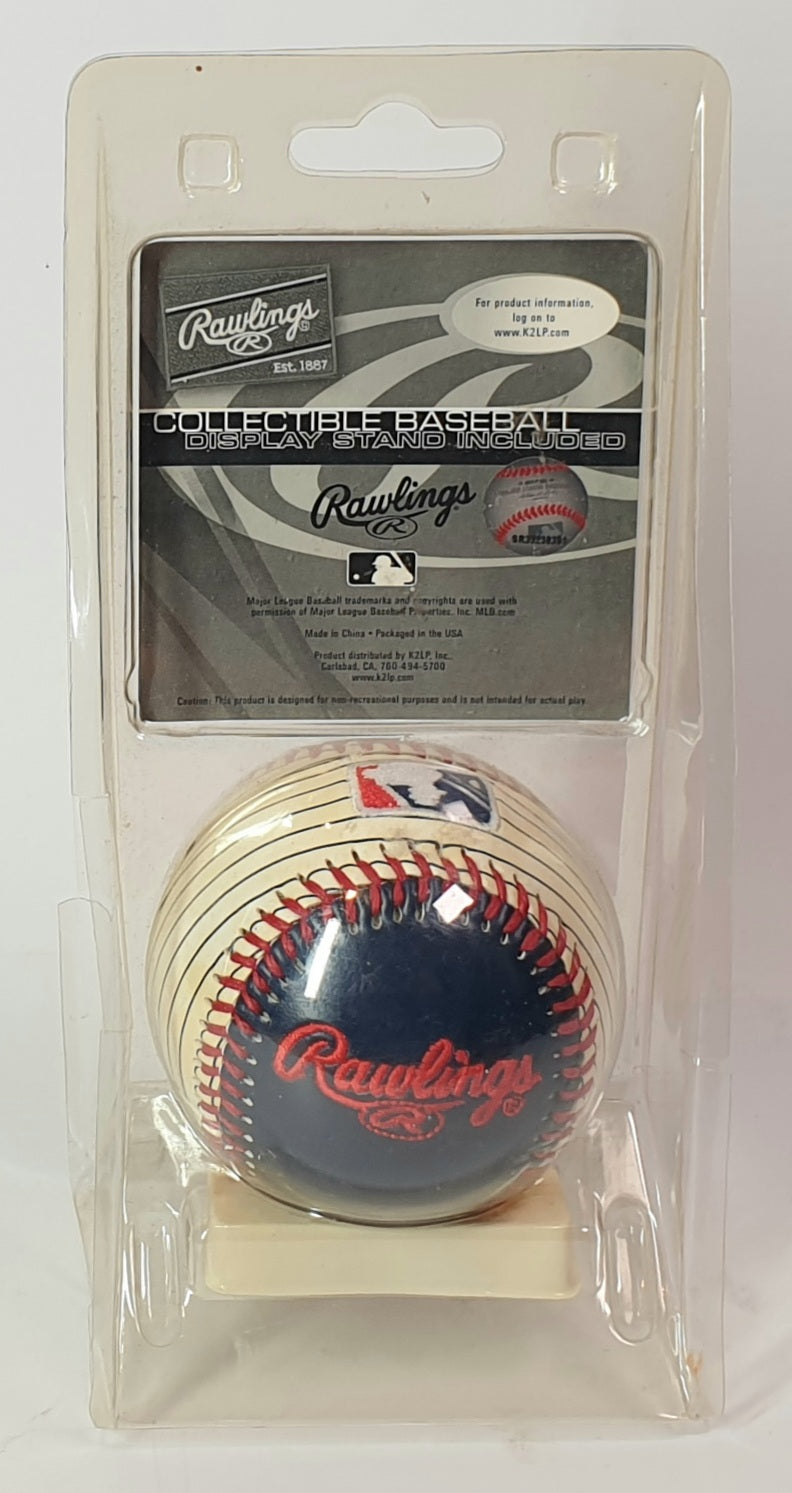 Rawlings
R
Est. 1887
For product information,
log on to
www.K2LP.com
COLLECTIBLE BASEBALL
DISPLAY STAND INCLUDED
Rawlings
R
Major League Baseball trademarks and copyrights are used with
permission of Major League Baseball Properties, Inc. MLB.com
Made in China • Packaged in the USA
Product distributed by K2LP, Inc.,
Carlsbad, CA, 760-494-5700
www.k2lp.com
Caution: This product is designed for non-recreational purposes and is not intended for actual play.
Rawlings
R